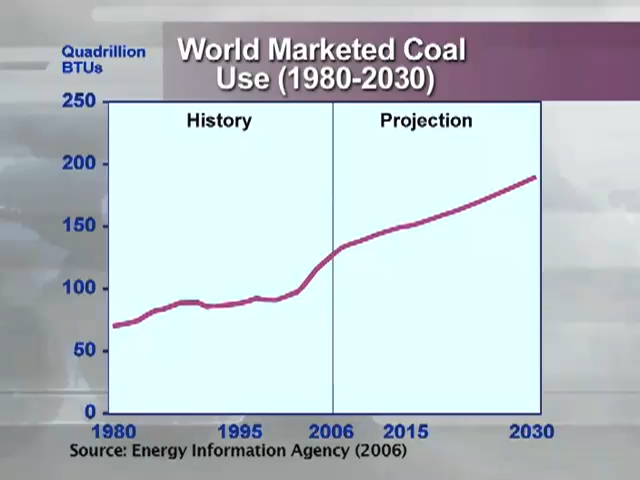 Quadrillion
BTUs
World Marketed Coal
Use (1980-2030)
250
History
Projection
200
150
100
50
0
1980
1995
2006
2015
2030
Source: Energy Information Agency (2006)